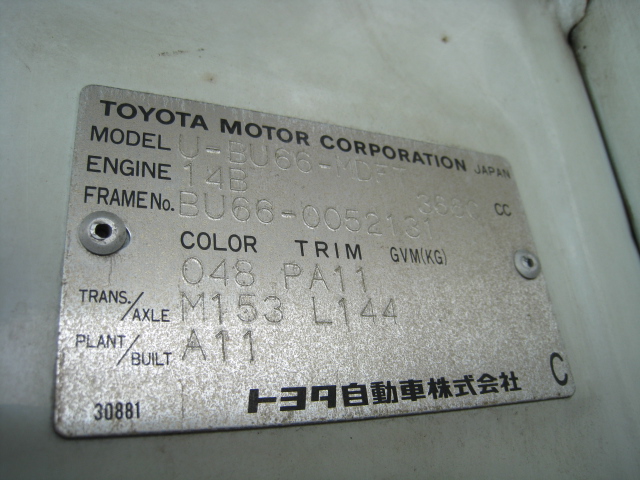 TOYOTA MOTOR CORPORATION JAPAN
MODEL U-BU66-
ENGINE 14B CC
FRAME No. BU66-0052131
COLOR TRIM GVM(KG)
048 PA11
TRANS./AXLE M153 L144
PLANT/BUILT A11
30881 トヨタ自動車株式会社 C